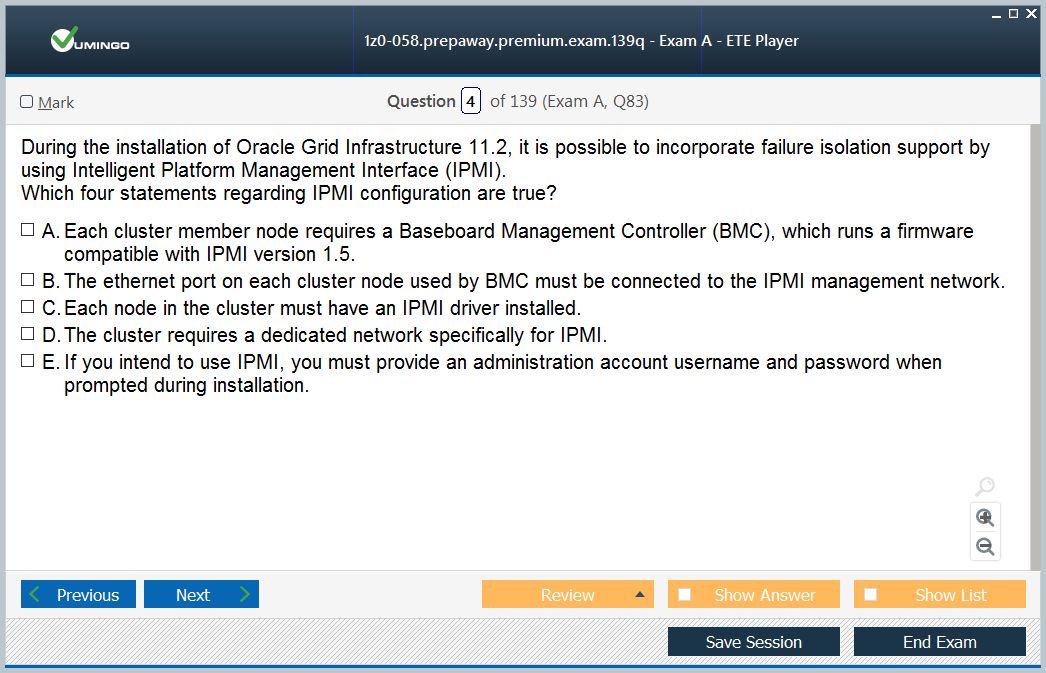 VUMINGO
1z0-058.prepaway.premium.exam.139q - Exam A - ETE Player
Mark
Question 4 of 139 (Exam A, Q83)
During the installation of Oracle Grid Infrastructure 11.2, it is possible to incorporate failure isolation support by
using Intelligent Platform Management Interface (IPMI).
Which four statements regarding IPMI configuration are true?
A. Each cluster member node requires a Baseboard Management Controller (BMC), which runs a firmware
compatible with IPMI version 1.5.
B. The ethernet port on each cluster node used by BMC must be connected to the IPMI management network.
C. Each node in the cluster must have an IPMI driver installed.
D. The cluster requires a dedicated network specifically for IPMI.
E. If you intend to use IPMI, you must provide an administration account username and password when
prompted during installation.
Previous
Next
Review
Show Answer
Show List
Save Session
End Exam